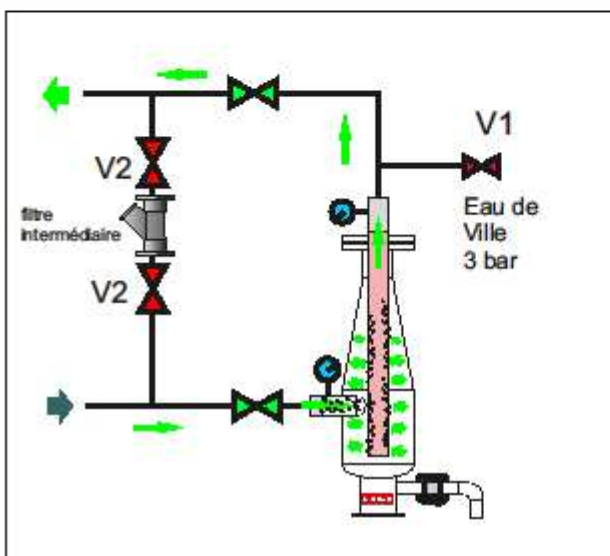 V1
V2
filtre
intermédiaire
Eau de
Ville
3 bar
V2